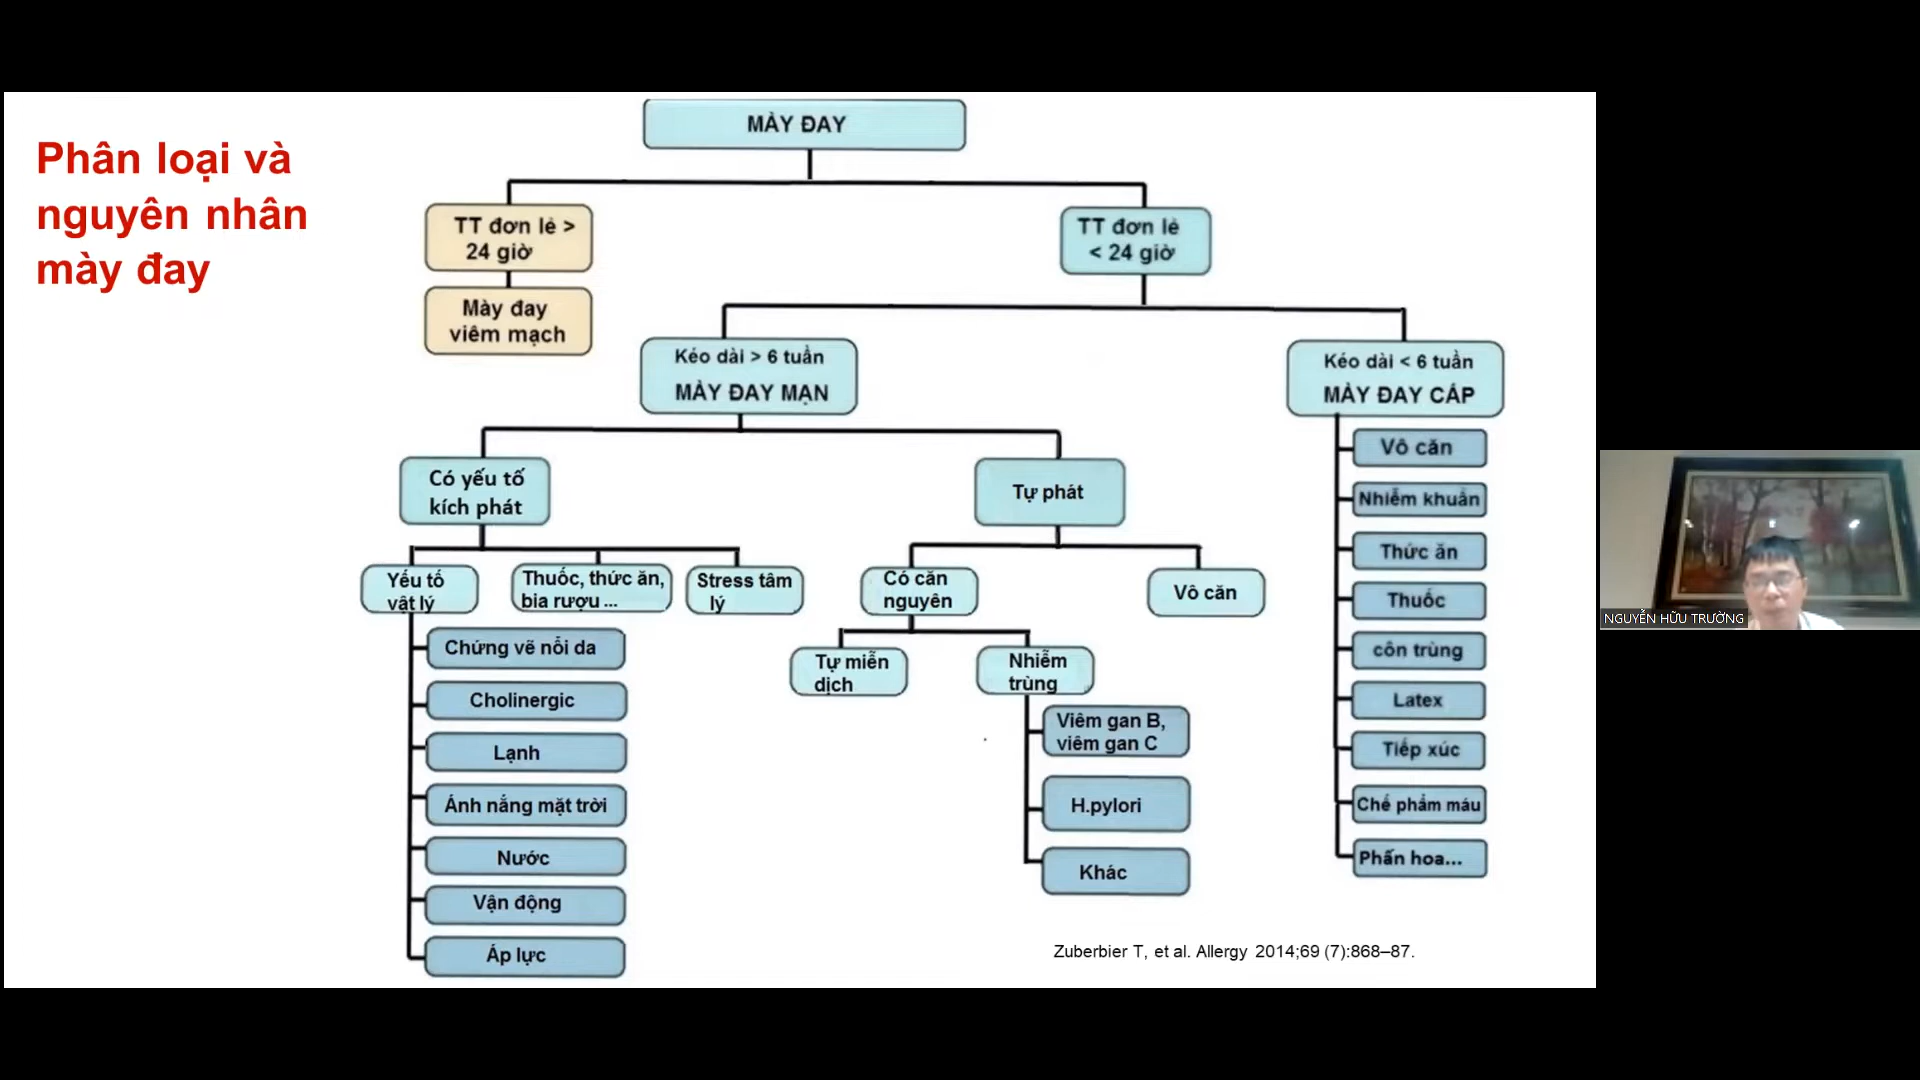 Phân loại và
nguyên nhân
mày đay
MÀY ĐAY
TT đơn lẻ >
24 giờ
Mày đay
viêm mạch
TT đơn lẻ
< 24 giờ
Kéo dài > 6 tuần
MÀY ĐAY MẠN
Kéo dài < 6 tuần
MÀY ĐAY CẤP
Có yếu tố
kích phát
Tự phát
Yếu tố
vật lý
Thuốc, thức ăn,
bia rượu ...
Stress tâm
lý
Có căn
nguyên
Vô căn
Chứng vẽ nổi da
Cholinergic
Lạnh
Ánh nắng mặt trời
Nước
Vận động
Áp lực
Tự miễn
dịch
Nhiễm
trùng
Viêm gan B,
viêm gan C
H.pylori
Khác
Vô căn
Nhiễm khuẩn
Thức ăn
Thuốc
côn trùng
Latex
Tiếp xúc
Chế phẩm máu
Phấn hoa...
Zuberbier T, et al. Allergy 2014;69 (7):868–87.
NGUYỄN HỮU TRƯỜNG